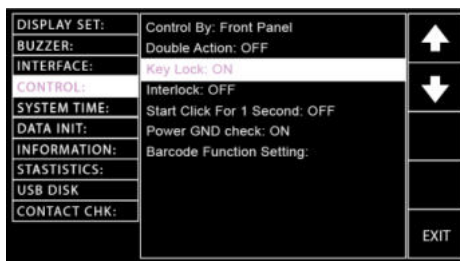 DISPLAY SET:
BUZZER:
INTERFACE:
CONTROL:
SYSTEM TIME:
DATA INIT:
INFORMATION:
STASTISTICS:
USB DISK
CONTACT CHK:
Control By: Front Panel
Double Action: OFF
Key Lock: ON
Interlock: OFF
Start Click For 1 Second: OFF
Power GND check: ON
Barcode Function Setting:
EXIT